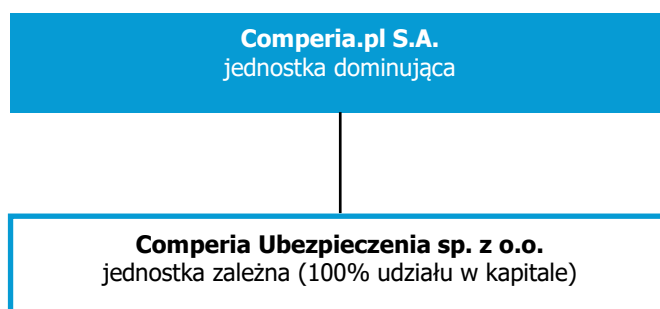 Comperia.pl S.A.
jednostka dominująca
Comperia Ubezpieczenia sp. z o.o.
jednostka zależna (100% udziału w kapitale)